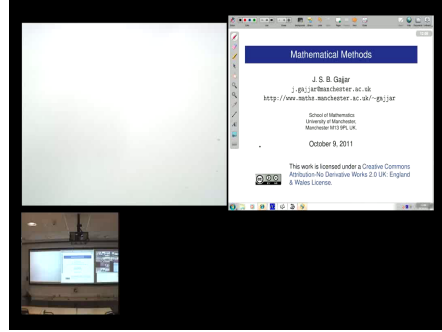 Mathematical Methods
J. S. B. Gajjar
j.gajjar@manchester.ac.uk
http://www.maths.manchester.ac.uk/~gajjar
School of Mathematics
University of Manchester,
Manchester M13 9PL UK.
October 9, 2011
This work is licensed under a Creative Commons
Attribution-No Derivative Works 2.0 UK: England
& Wales License.